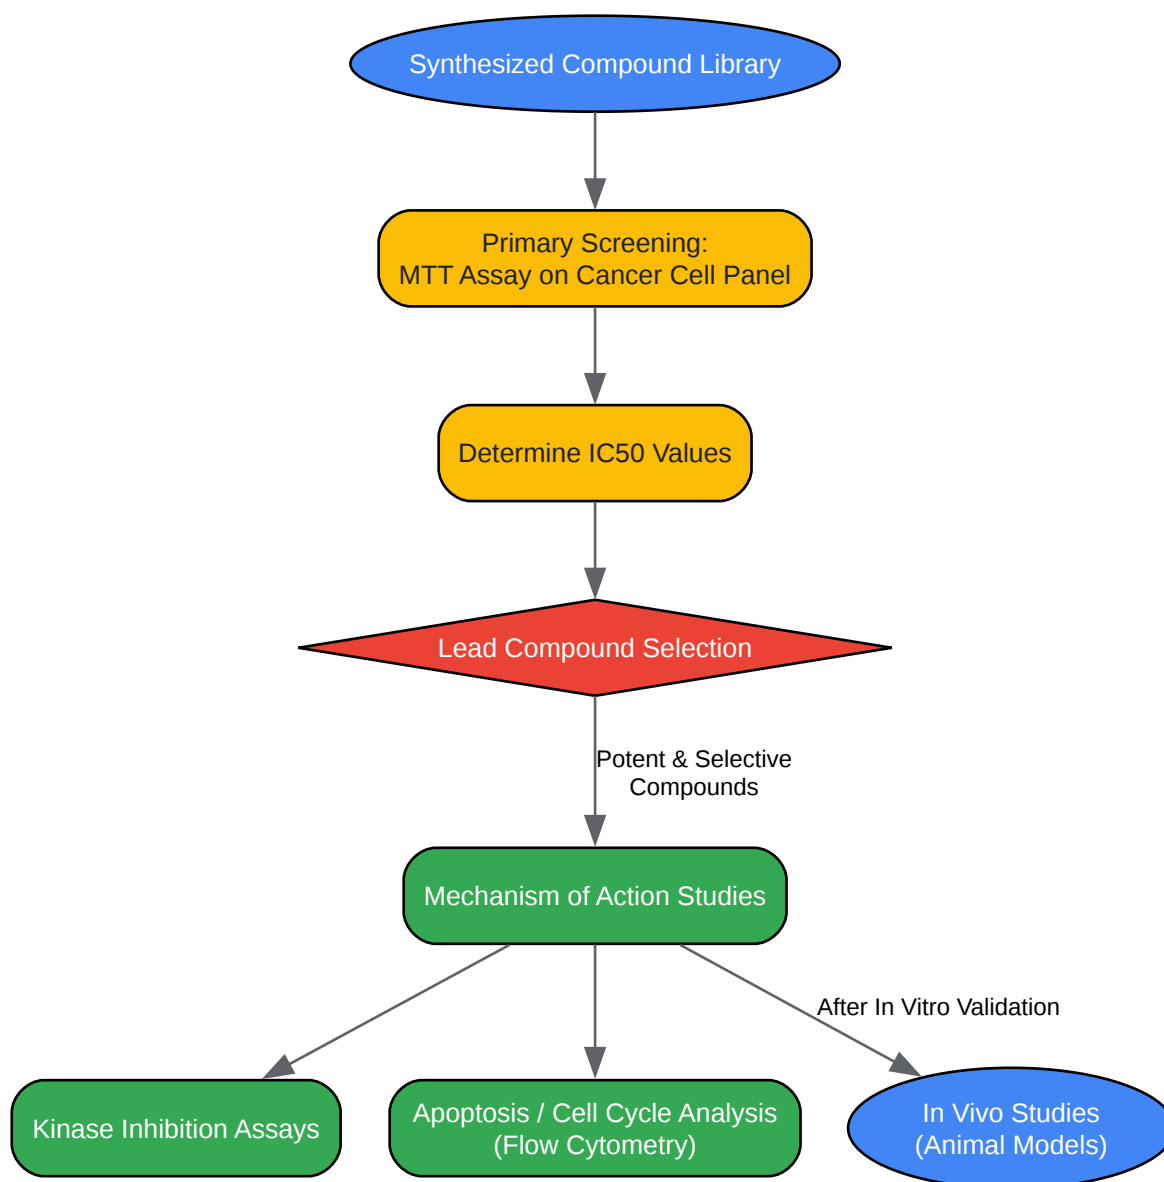 Synthesized Compound Library
Primary Screening:
MTT Assay on Cancer Cell Panel
Determine IC50 Values
Lead Compound Selection
Potent & Selective
Compounds
Mechanism of Action Studies
After In Vitro Validation
Kinase Inhibition Assays
Apoptosis / Cell Cycle Analysis
(Flow Cytometry)
In Vivo Studies
(Animal Models)